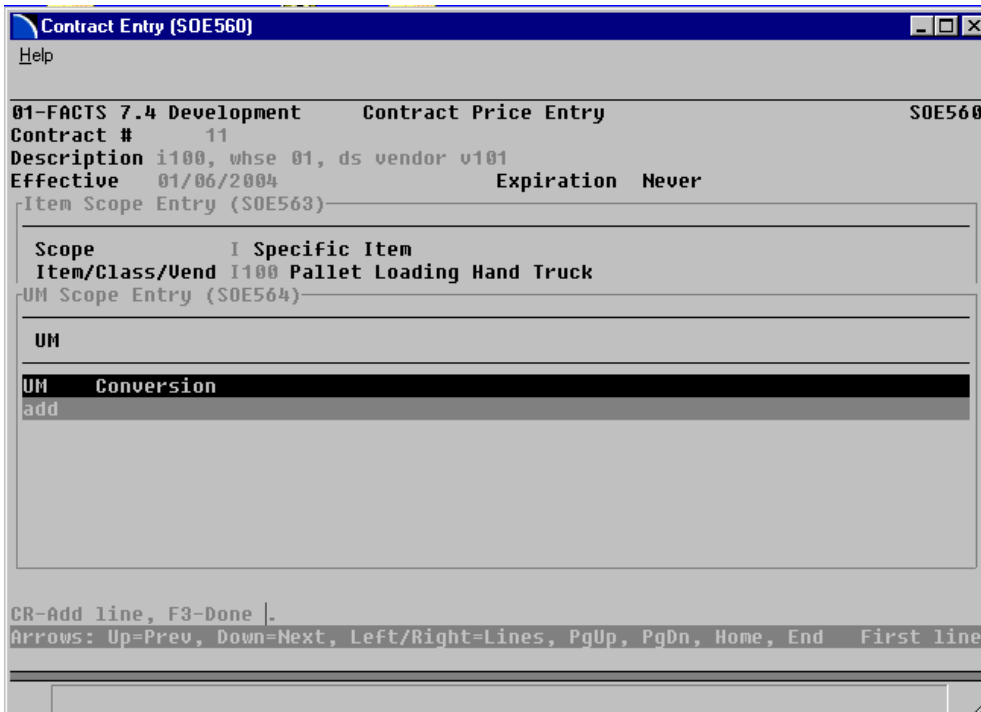 Contract Entry (SOE560)
Help
01-FACTS 7.4 Development Contract Price Entry SOE560
Contract # 11
Description i100, whse 01, ds vendor v101
Effective 01/06/2004 Expiration Never
Item Scope Entry (SOE563)
Scope I Specific Item
Item/Class/Vend I100 Pallet Loading Hand Truck
UM Scope Entry (SOE564)
UM
UM Conversion
add
CR-Add line, F3-Done .
Arrows: Up=Prev, Down=Next, Left/Right=Lines, PgUp, PgDn, Home, End First line